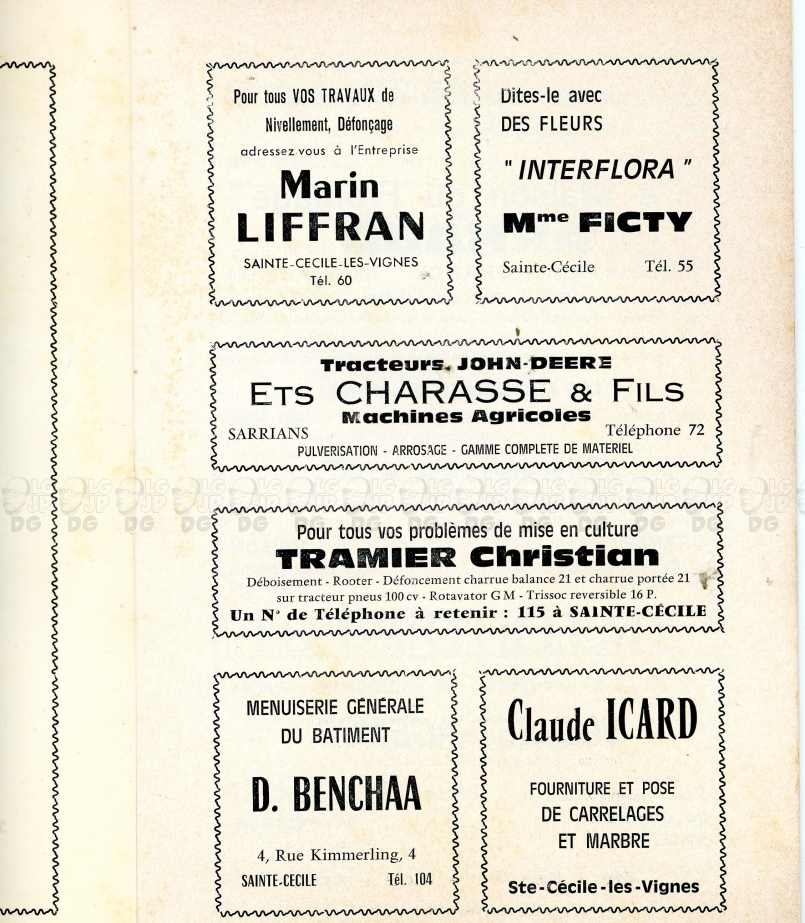 Pour tous VOS TRAVAUX de
Nivellement, Défonçage
adressez vous à l'Entreprise
Marin
LIFFRAN
SAINTE-CECILE-LES-VIGNES
Tél. 60
Dites-le avec
DES FLEURS
" INTERFLORA "
Mme FICTY
Sainte-Cécile Tél. 55
Tracteurs JOHN-DEERE
ETS CHARASSE & FILS
Machines Agricoles
SARRIANS Téléphone 72
PULVERISATION - ARROSAGE - GAMME COMPLETE DE MATERIEL
Pour tous vos problèmes de mise en culture
TRAMIER Christian
Déboisement - Rooter - Défoncement charrue balance 21 et charrue portée 21
sur tracteur pneus 100 cv - Rotavator G M - Trissoc reversible 16 P.
Un N° de Téléphone à retenir : 115 à SAINTE-CÉCILE
MENUISERIE GÉNÉRALE
DU BATIMENT
D. BENCHAA
4, Rue Kimmerling, 4
SAINTE-CECILE Tél. 104
Claude ICARD
FOURNITURE ET POSE
DE CARRELAGES
ET MARBRE
Ste-Cécile-les-Vignes